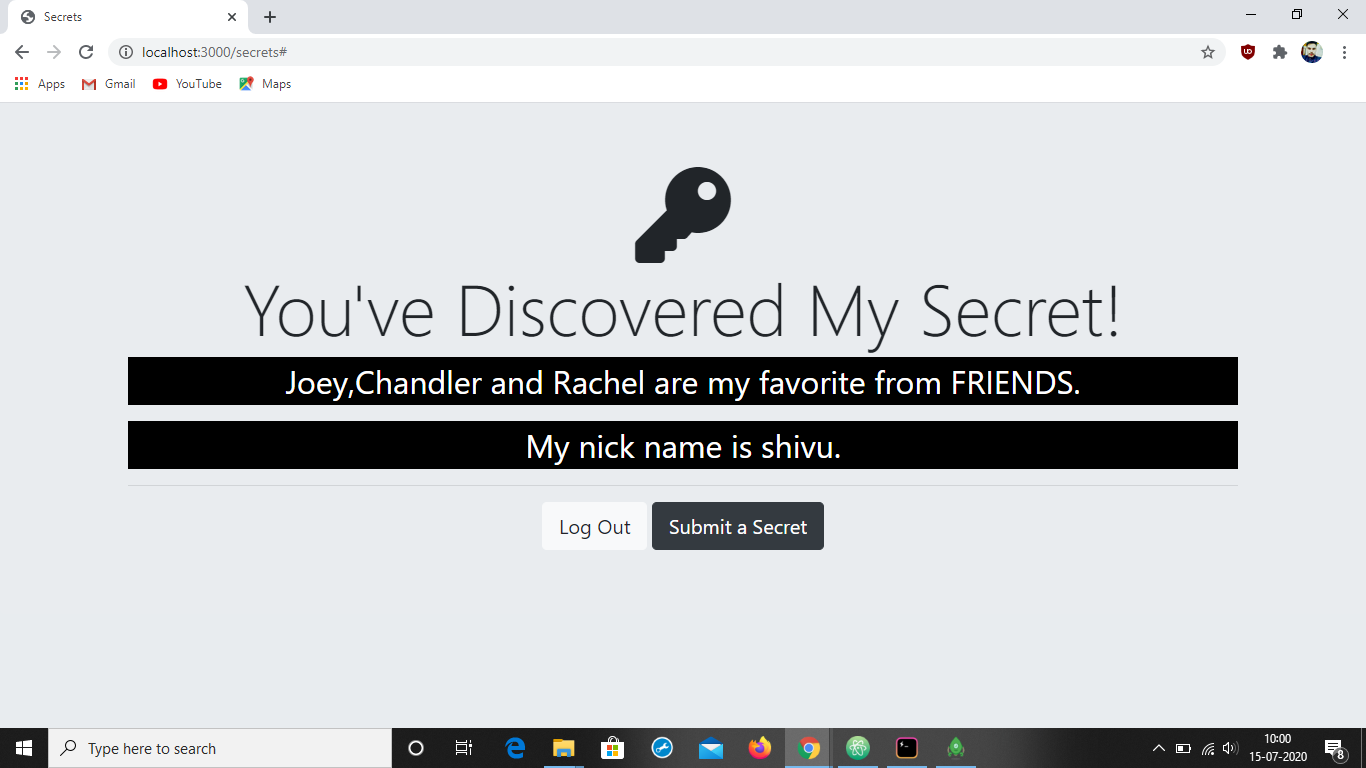 Secrets
localhost:3000/secrets#
Apps Gmail YouTube Maps
You've Discovered My Secret!
Joey,Chandler and Rachel are my favorite from FRIENDS.
My nick name is shivu.
Log Out Submit a Secret
Type here to search
10:00
15-07-2020
8